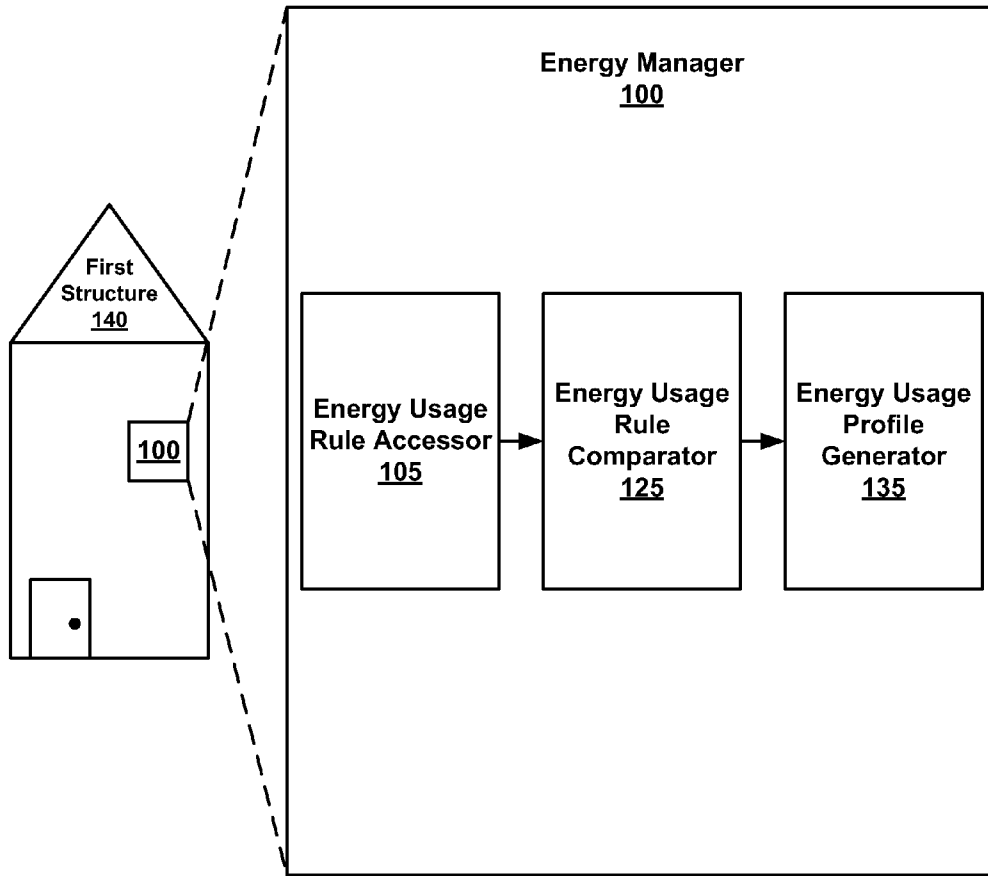 Energy Manager
100
First
Structure
140
100
Energy Usage
Rule Accessor
105
Energy Usage
Rule
Comparator
125
Energy Usage
Profile
Generator
135